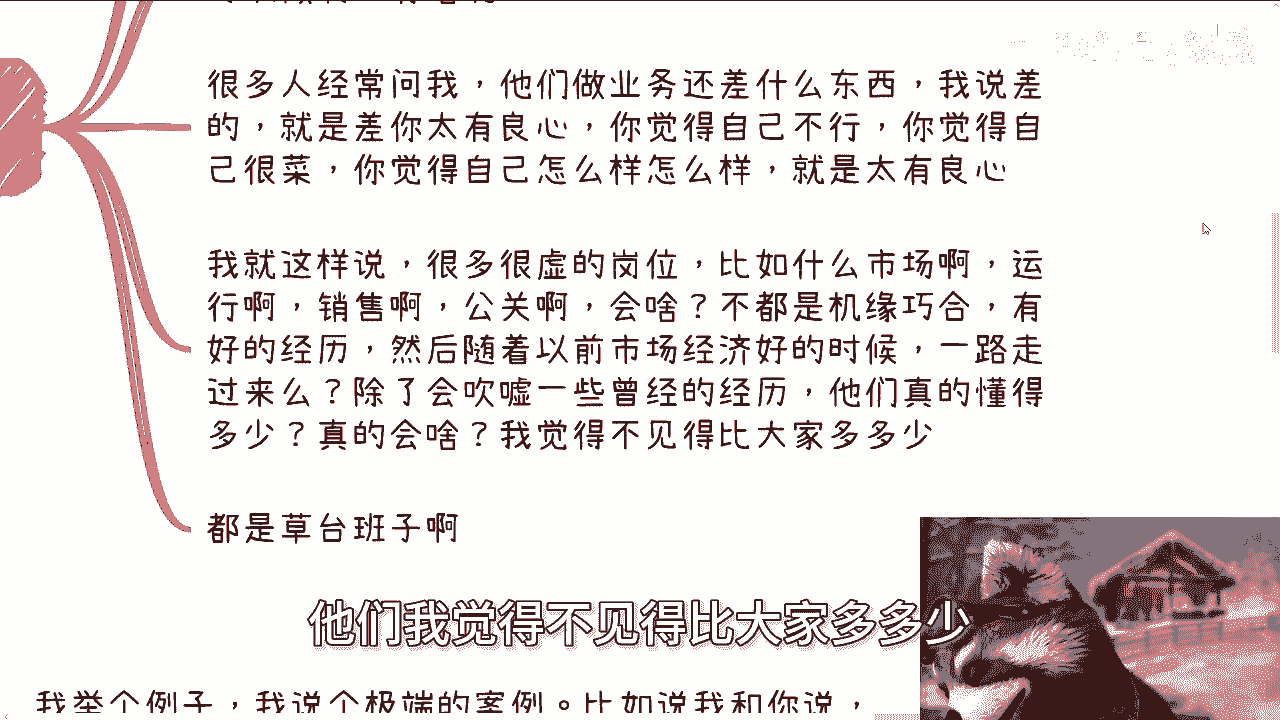 很多人经常问我，他们做业务还差什么东西，我说差
的，就是差你太有良心，你觉得自己不行，你觉得自
己很菜，你觉得自己怎么样怎么样，就是太有良心
我就这样说，很多很虚的岗位，比如什么市场啊，运
行啊，销售啊，公关啊，会啥？不都是机缘巧合，有
好的经历，然后随着以前市场经济好的时候，一路走
过来么？除了会吹嘘一些曾经的经历，他们真的懂得
多少？真的会啥？我觉得不见得比大家多多少
都是草台班子啊
他们我觉得不见得比大家多多少
我举个例子，我说个极端的案例。比如说我和你说，